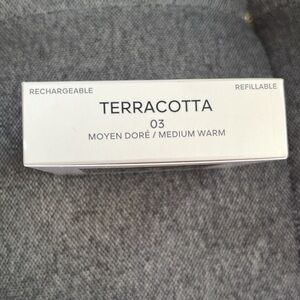 RECHARGEABLE
REFILLABLE
TERRACOTTA
03
MOYEN DORÉ / MEDIUM WARM